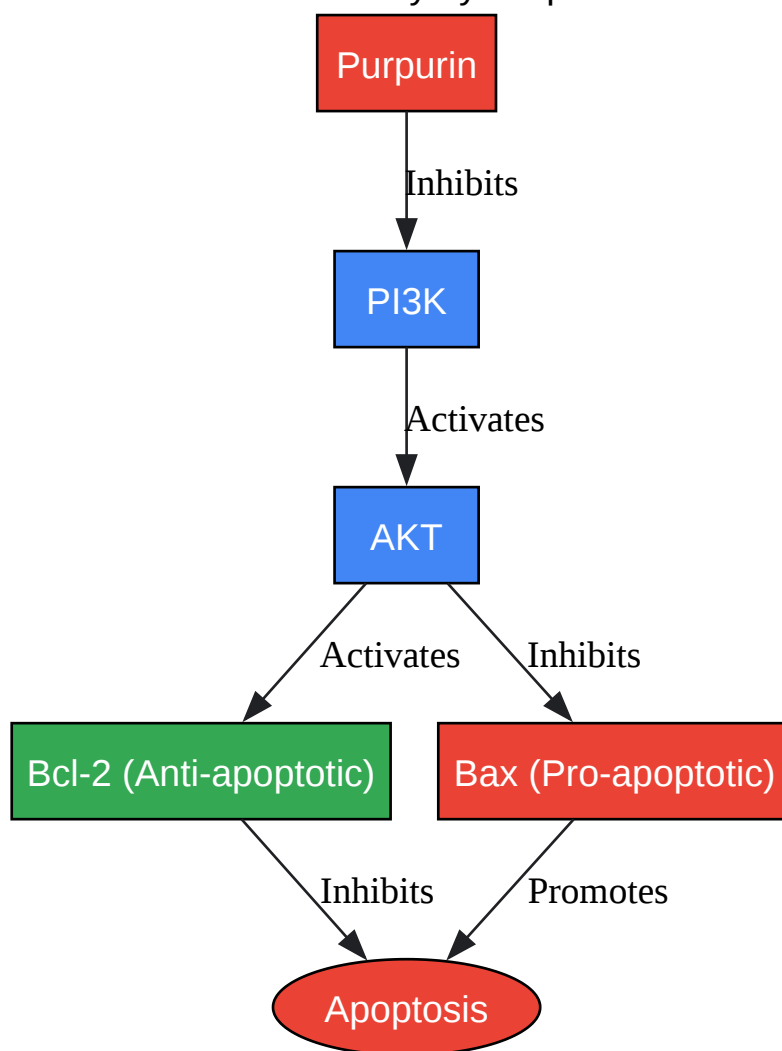 Purpurin
Inhibits
PI3K
Activates
AKT
Activates
Inhibits
Bcl-2 (Anti-apoptotic)
Bax (Pro-apoptotic)
Inhibits
Promotes
Apoptosis